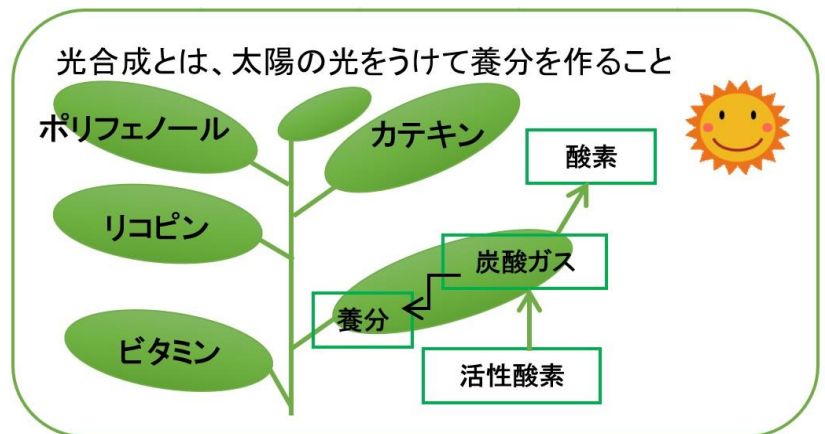 光合成とは、太陽の光をうけて養分を作ること
ポリフェノール
カテキン
酸素
リコピン
炭酸ガス
養分
ビタミン
活性酸素